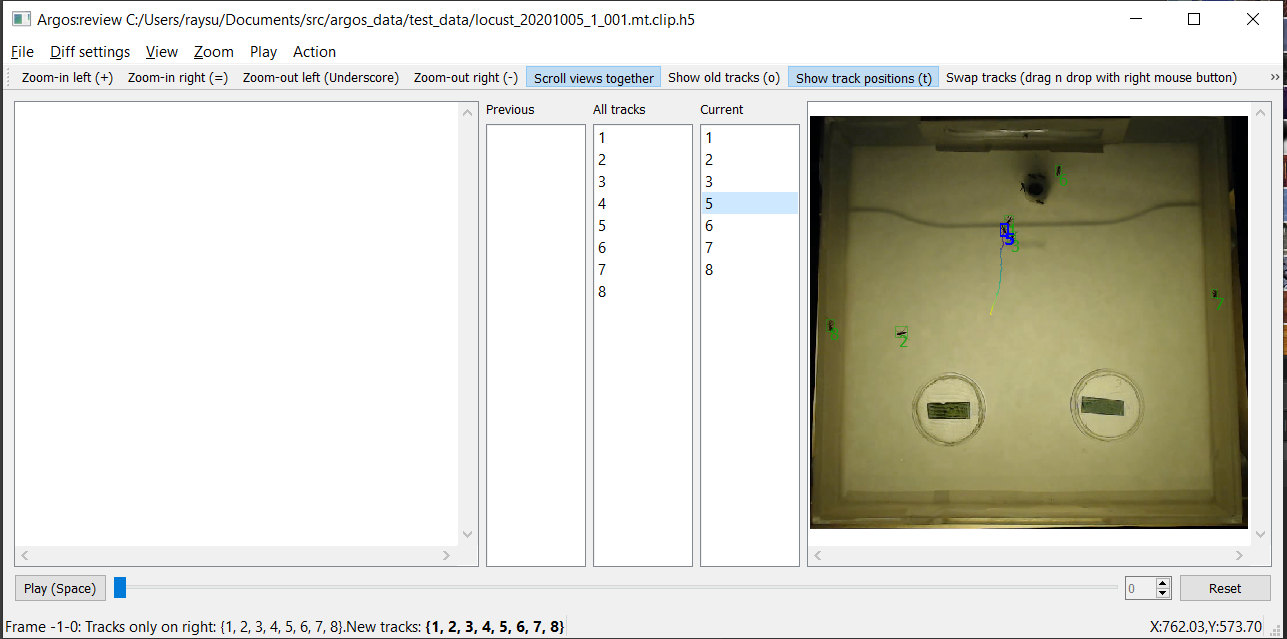 Argos:review C:/Users/raysu/Documents/src/argos_data/test_data/locust_20201005_1_001.mt.clip.h5
File Diff settings View Zoom Play Action
Zoom-in left (+) Zoom-in right (=) Zoom-out left (Underscore) Zoom-out right (-) Scroll views together Show old tracks (o) Show track positions (t) Swap tracks (drag n drop with right mouse button) »
Previous All tracks Current
1 1
2 2
3 3
4 5
5 6
6 7
7 8
8
6
5
3
7
2
Play (Space) 0 Reset
Frame -1-0: Tracks only on right: {1, 2, 3, 4, 5, 6, 7, 8}.New tracks: {1, 2, 3, 4, 5, 6, 7, 8} X:762.03,Y:573.70